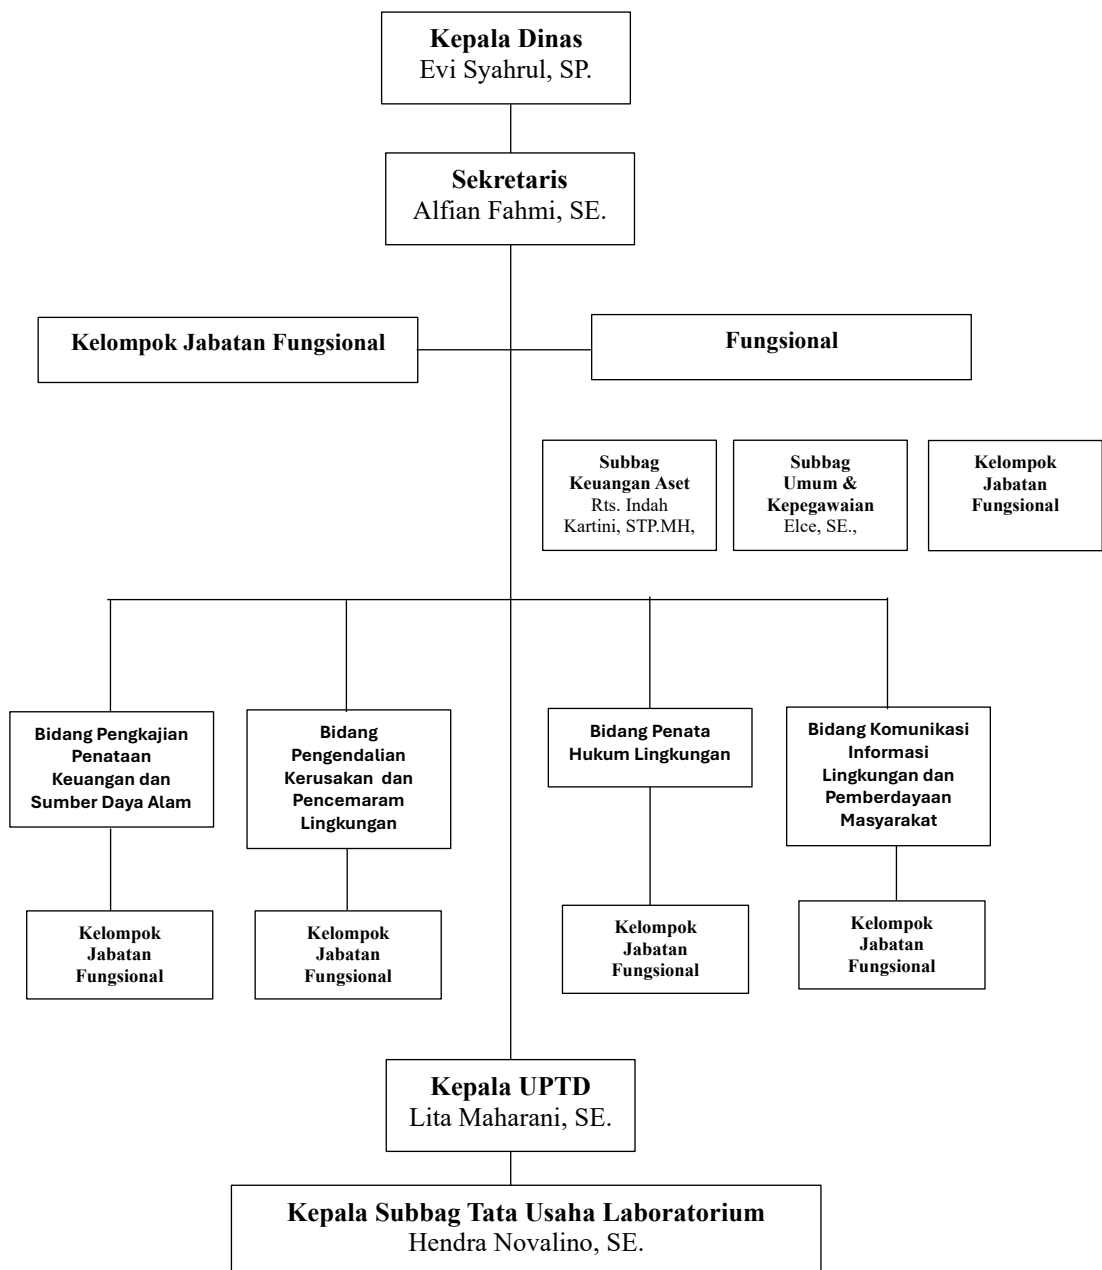 Kepala Dinas
Evi Syahrul, SP.
Sekretaris
Alfian Fahmi, SE.
Kelompok Jabatan Fungsional
Fungsional
Subbag
Keuangan Aset
Rts. Indah
Kartini, STP.MH,
Subbag
Umum &
Kepegawaian
Elce, SE.,
Kelompok
Jabatan
Fungsional
Bidang Pengkajian
Penataan
Keuangan dan
Sumber Daya Alam
Bidang
Pengendalian
Kerusakan dan
Pencemaram
Lingkungan
Bidang Penata
Hukum Lingkungan
Bidang Komunikasi
Informasi
Lingkungan dan
Pemberdayaan
Masyarakat
Kelompok
Jabatan
Fungsional
Kelompok
Jabatan
Fungsional
Kelompok
Jabatan
Fungsional
Kelompok
Jabatan
Fungsional
Kepala UPTD
Lita Maharani, SE.
Kepala Subbag Tata Usaha Laboratorium
Hendra Novalino, SE.